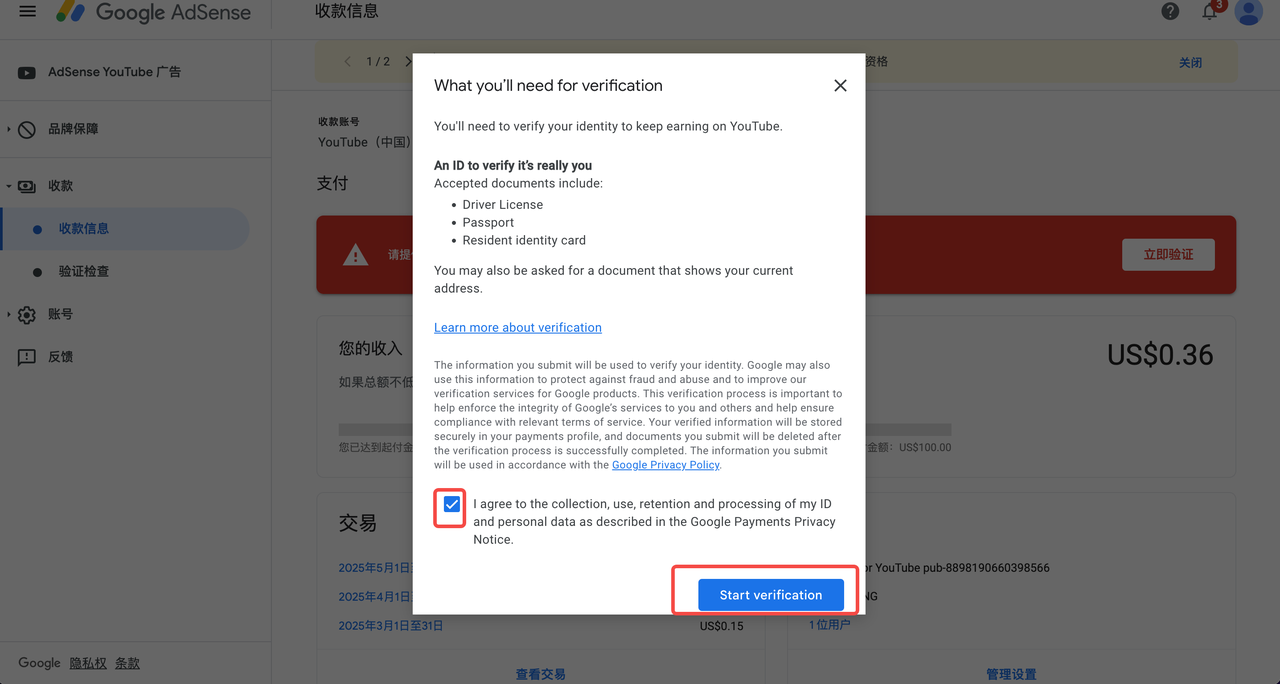 Google AdSense
收款信息
3
AdSense YouTube 广告
1 / 2
资格
关闭
品牌保障
收款
收款信息
验证检查
账号
反馈
收款账号
YouTube（中国）
支付
请提
立即验证
您的收入
US$0.36
如果总额不低
您已达到起付金
金额：US$100.00
交易
2025年5月1日
or YouTube pub-8898190660398566
2025年4月1日
NG
2025年3月1日至31日
US$0.15
1 位用户
查看交易
管理设置
Google 隐私权 条款
What you'll need for verification
You'll need to verify your identity to keep earning on YouTube.
An ID to verify it's really you
Accepted documents include:
• Driver License
• Passport
• Resident identity card
You may also be asked for a document that shows your current
address.
Learn more about verification
The information you submit will be used to verify your identity. Google may also
use this information to protect against fraud and abuse and to improve our
verification services for Google products. This verification process is important to
help enforce the integrity of Google's services to you and others and help ensure
compliance with relevant terms of service. Your verified information will be stored
securely in your payments profile, and documents you submit will be deleted after
the verification process is successfully completed. The information you submit
will be used in accordance with the Google Privacy Policy.
I agree to the collection, use, retention and processing of my ID
and personal data as described in the Google Payments Privacy
Notice.
Start verification